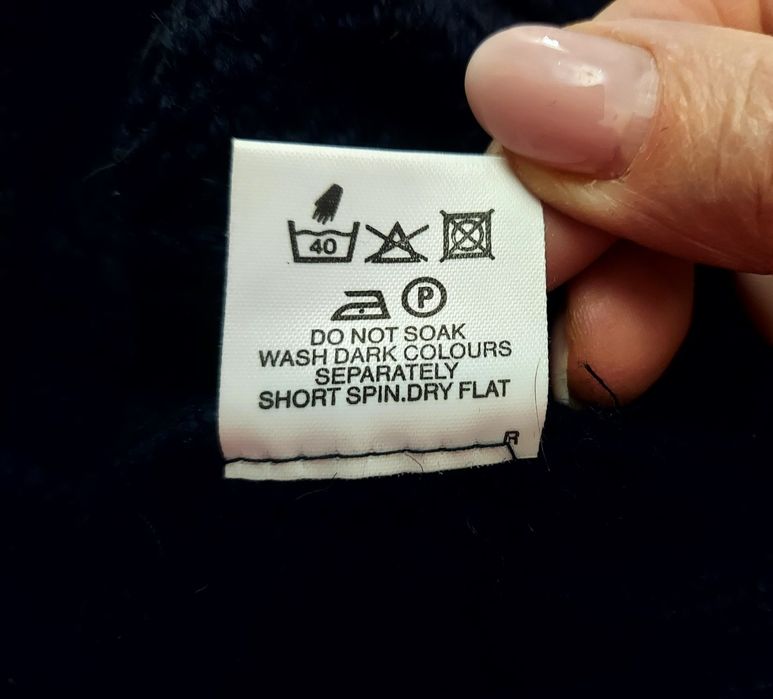 40
P
DO NOT SOAK
WASH DARK COLOURS
SEPARATELY
SHORT SPIN.DRY FLAT
R